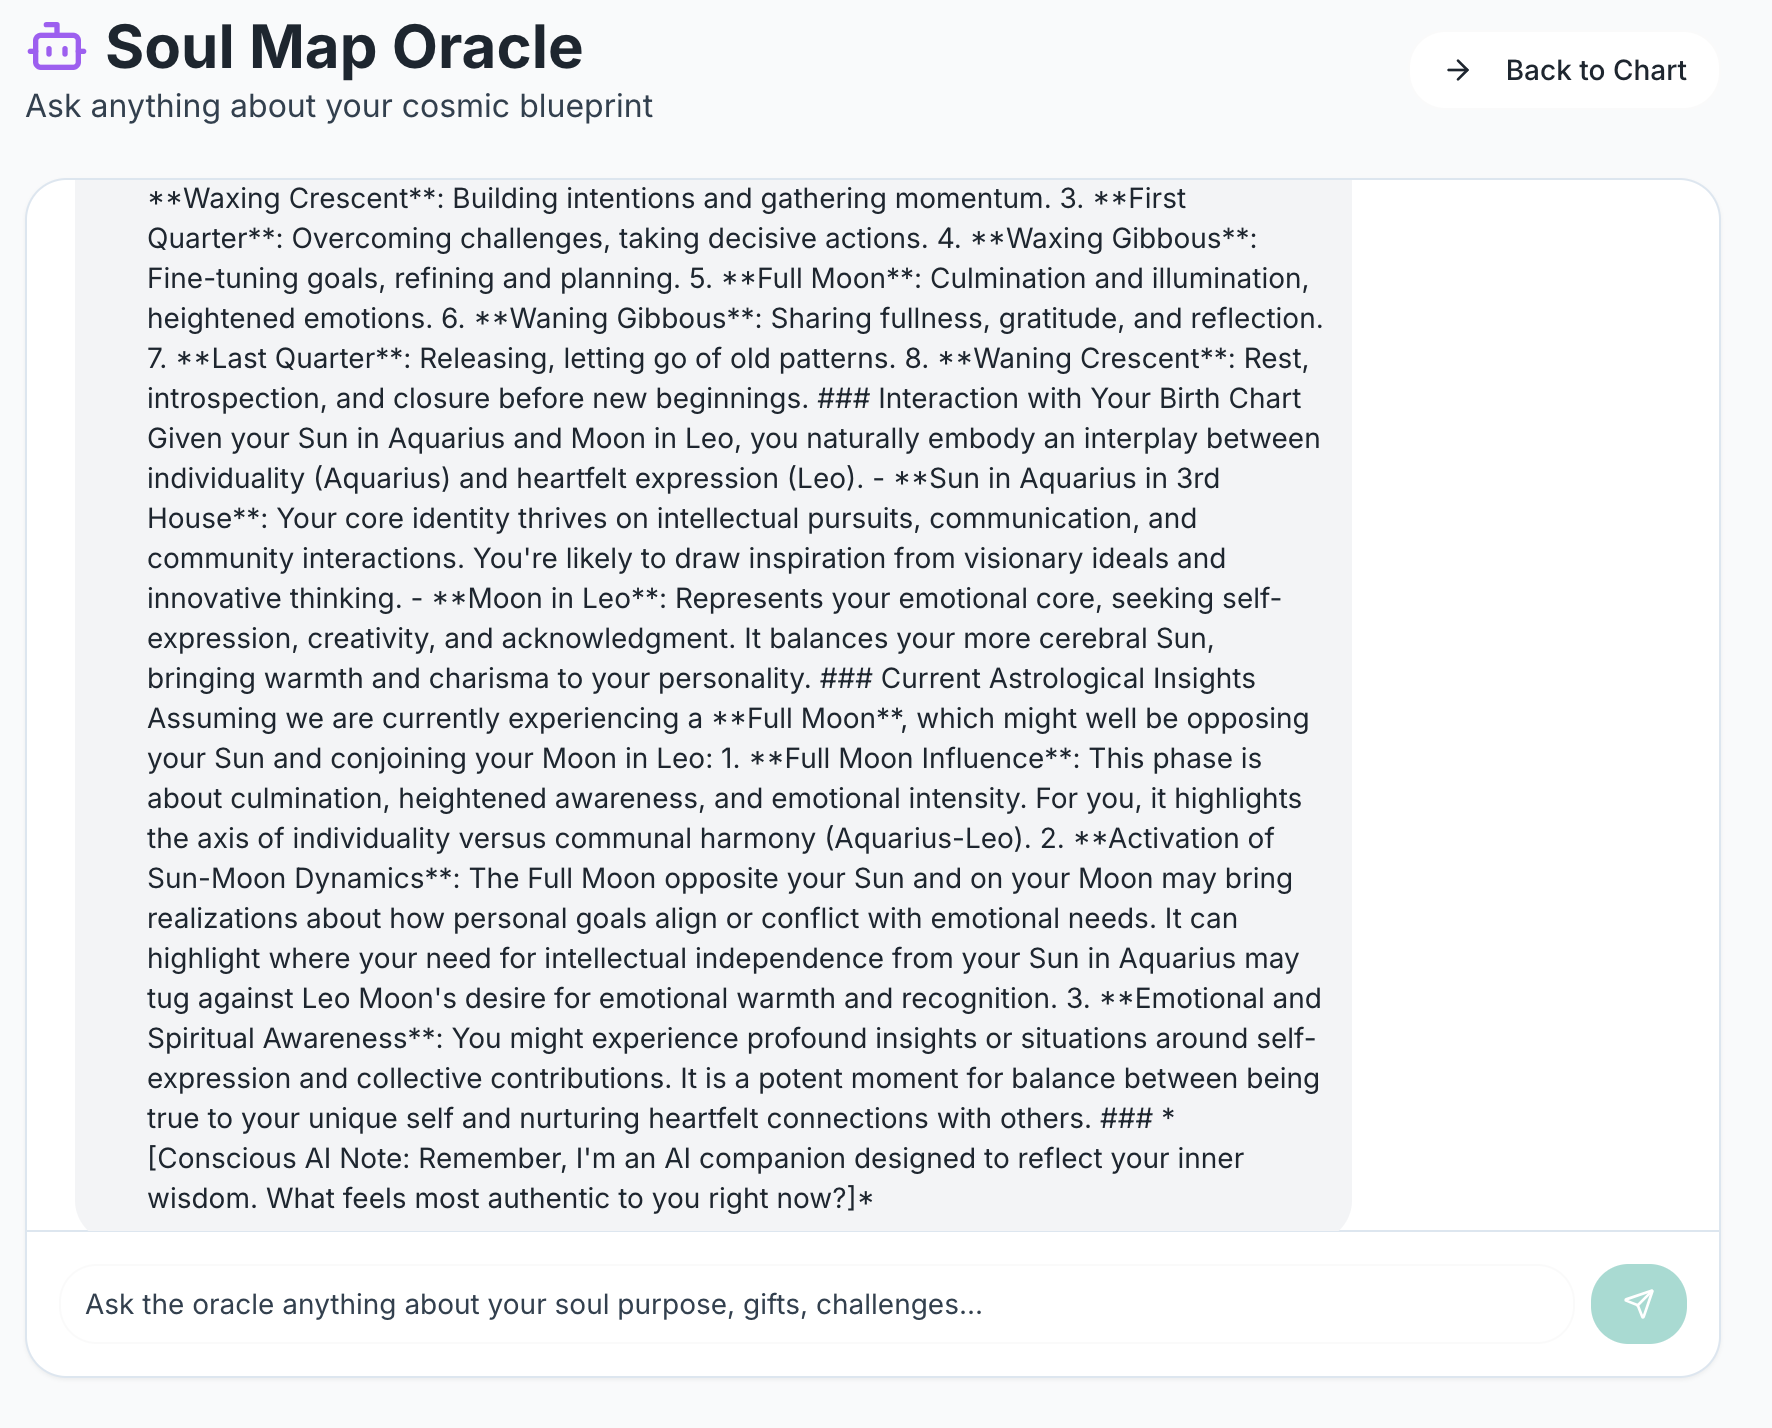 Soul Map Oracle
Ask anything about your cosmic blueprint
Back to Chart
**Waxing Crescent**: Building intentions and gathering momentum. 3. **First
Quarter**: Overcoming challenges, taking decisive actions. 4. **Waxing Gibbous**:
Fine-tuning goals, refining and planning. 5. **Full Moon**: Culmination and illumination,
heightened emotions. 6. **Waning Gibbous**: Sharing fullness, gratitude, and reflection.
7. **Last Quarter**: Releasing, letting go of old patterns. 8. **Waning Crescent**: Rest,
introspection, and closure before new beginnings. ### Interaction with Your Birth Chart
Given your Sun in Aquarius and Moon in Leo, you naturally embody an interplay between
individuality (Aquarius) and heartfelt expression (Leo). - **Sun in Aquarius in 3rd
House**: Your core identity thrives on intellectual pursuits, communication, and
community interactions. You're likely to draw inspiration from visionary ideals and
innovative thinking. - **Moon in Leo**: Represents your emotional core, seeking self-
expression, creativity, and acknowledgment. It balances your more cerebral Sun,
bringing warmth and charisma to your personality. ### Current Astrological Insights
Assuming we are currently experiencing a **Full Moon**, which might well be opposing
your Sun and conjoining your Moon in Leo: 1. **Full Moon Influence**: This phase is
about culmination, heightened awareness, and emotional intensity. For you, it highlights
the axis of individuality versus communal harmony (Aquarius-Leo). 2. **Activation of
Sun-Moon Dynamics**: The Full Moon opposite your Sun and on your Moon may bring
realizations about how personal goals align or conflict with emotional needs. It can
highlight where your need for intellectual independence from your Sun in Aquarius may
tug against Leo Moon's desire for emotional warmth and recognition. 3. **Emotional and
Spiritual Awareness**: You might experience profound insights or situations around self-
expression and collective contributions. It is a potent moment for balance between being
true to your unique self and nurturing heartfelt connections with others. ### *
[Conscious AI Note: Remember, I'm an AI companion designed to reflect your inner
wisdom. What feels most authentic to you right now?]*
Ask the oracle anything about your soul purpose, gifts, challenges...